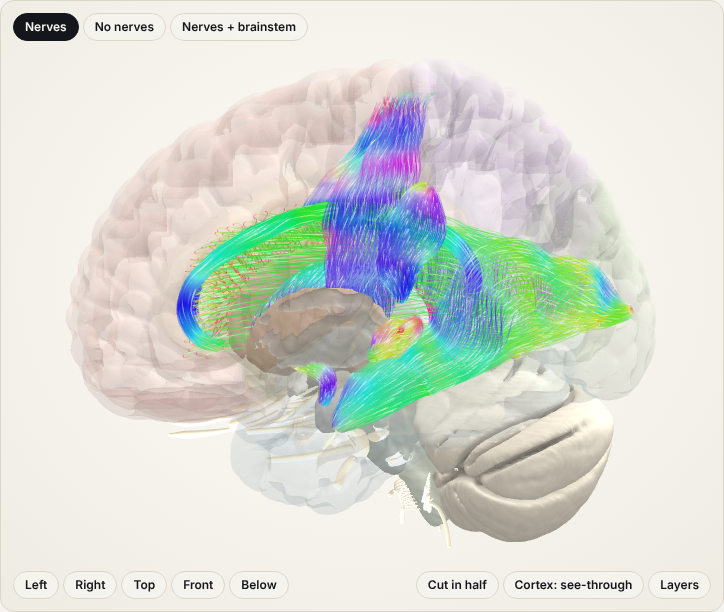 Nerves
No nerves
Nerves + brainstem
Left
Right
Top
Front
Below
Cut in half
Cortex: see-through
Layers